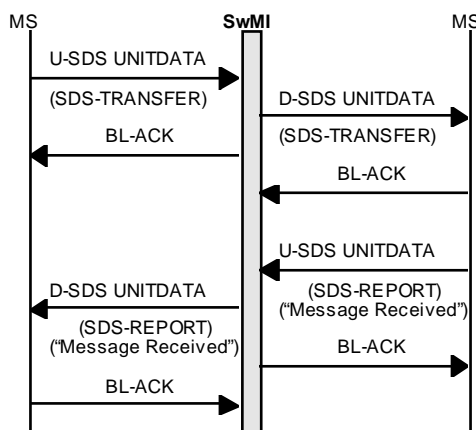 MS SwMI MS
U-SDS UNITDATA
(SDS-TRANSFER)
D-SDS UNITDATA
(SDS-TRANSFER)
BL-ACK
BL-ACK
U-SDS UNITDATA
(SDS-REPORT)
("Message Received")
D-SDS UNITDATA
(SDS-REPORT)
("Message Received")
BL-ACK
BL-ACK